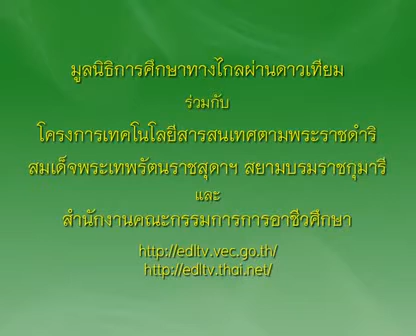 มูลนิธิการศึกษาทางไกลผ่านดาวเทียม
ร่วมกับ
โครงการเทคโนโลยีสารสนเทศตามพระราชดำริ
สมเด็จพระเทพรัตนราชสุดาฯ สยามบรมราชกุมารี
และ
สำนักงานคณะกรรมการการอาชีวศึกษา
http://edltv.vec.go.th/
http://edltv.thai.net/